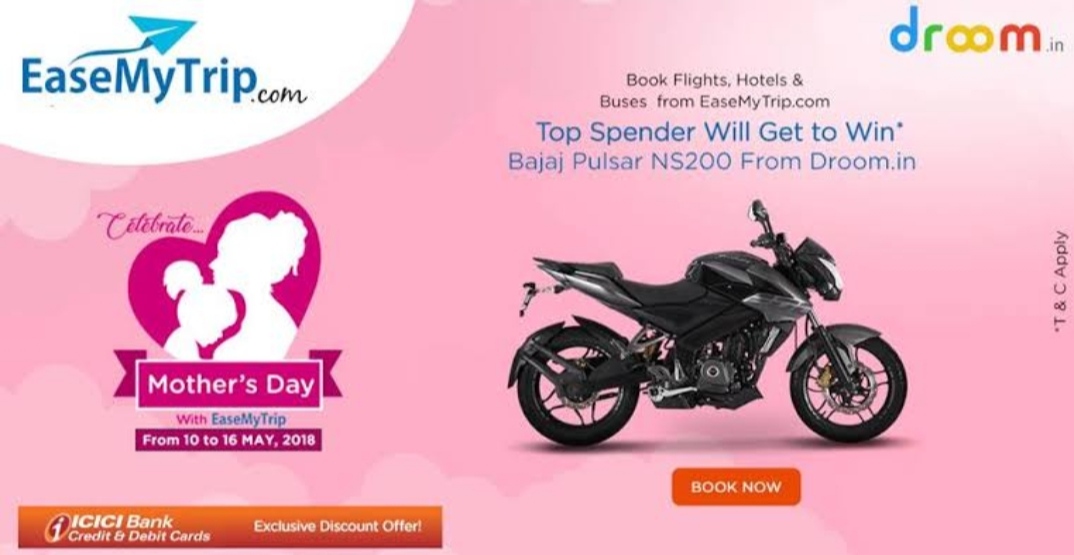 EaseMyTrip.com
droom.in
Book Flights, Hotels &
Buses from EaseMyTrip.com
Top Spender Will Get to Win*
Bajaj Pulsar NS200 From Droom.in
Celebrate...
Mother's Day
With EaseMyTrip
From 10 to 16 MAY, 2018
*T & C Apply
BOOK NOW
ICICI Bank
Credit & Debit Cards
Exclusive Discount Offer!